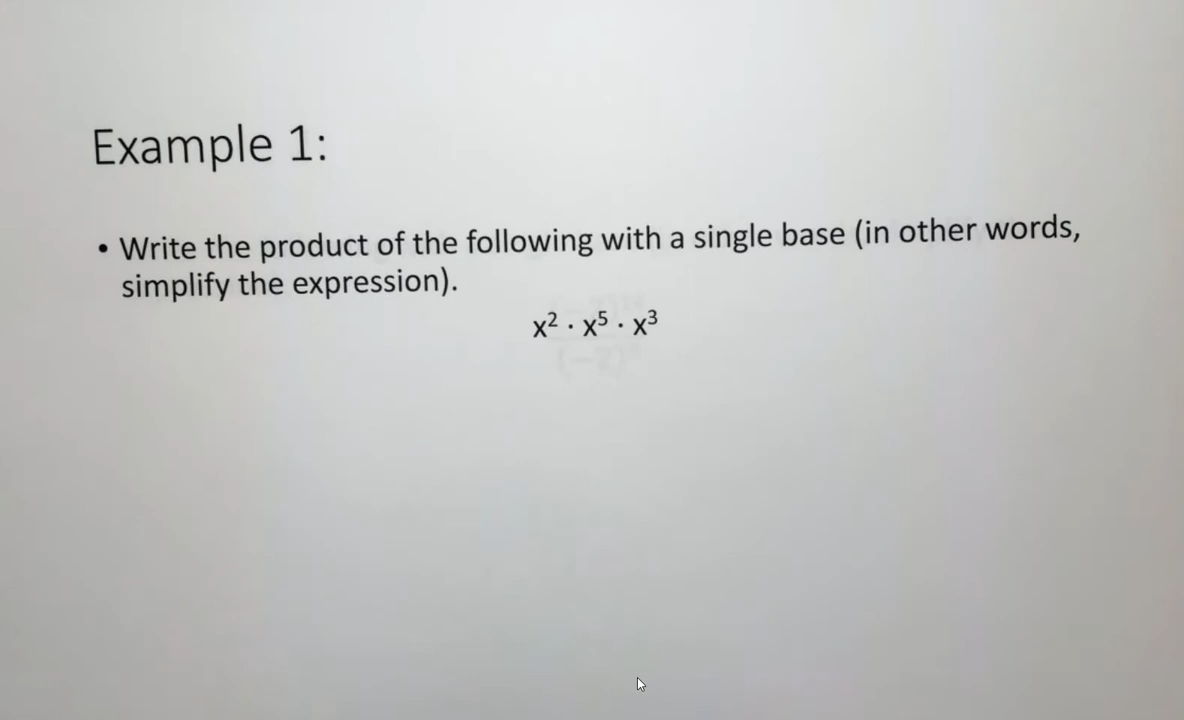 Example 1:
• Write the product of the following with a single base (in other words,
simplify the expression).
x² · x⁵ · x³